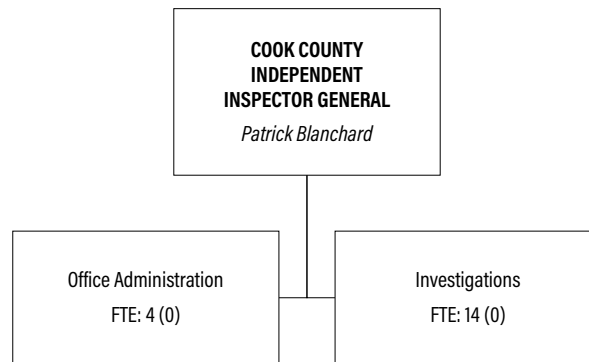 COOK COUNTY
INDEPENDENT
INSPECTOR GENERAL
Patrick Blanchard
Office Administration
FTE: 4 (0)
Investigations
FTE: 14 (0)